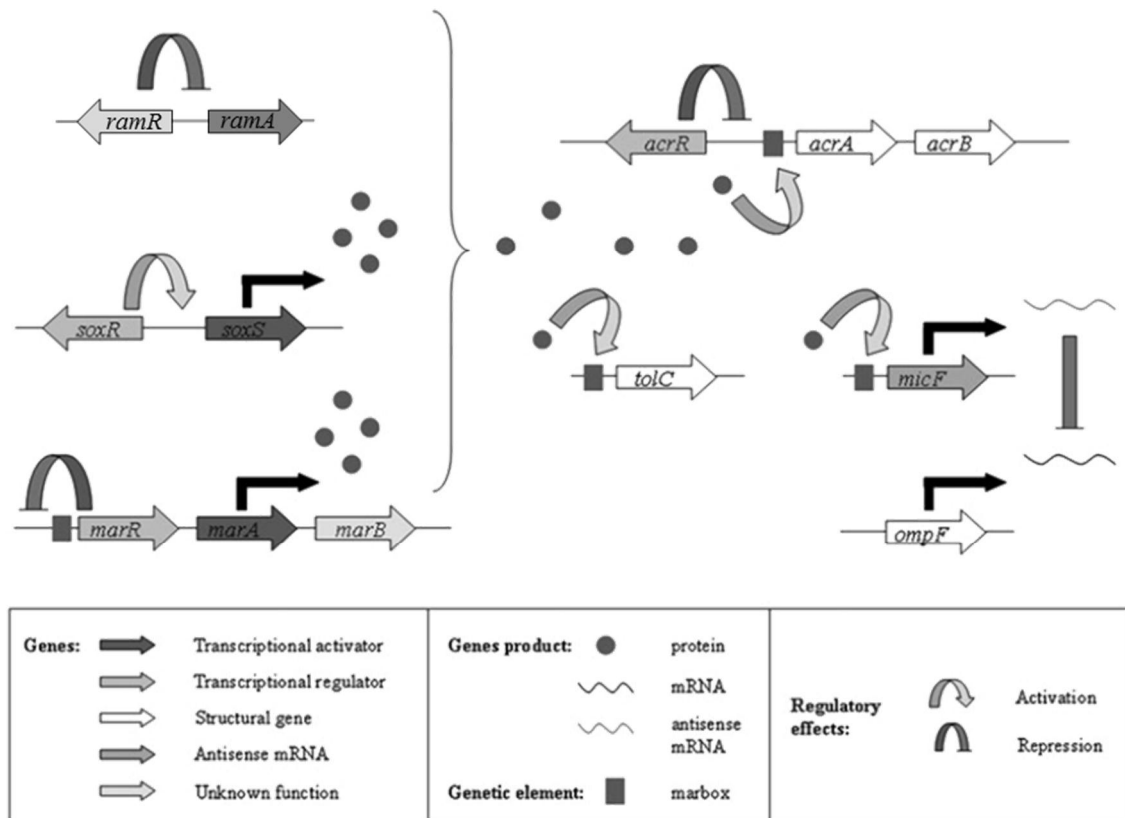 ramR ramA
acrR acrA acrB
soxR soxS
tolC micF
marR marA marB
ompF
Genes:
Transcriptional activator
Transcriptional regulator
Structural gene
Antisense mRNA
Unknown function
Genes product:
protein
mRNA
antisense
mRNA
Genetic element:
marbox
Regulatory
effects:
Activation
Repression